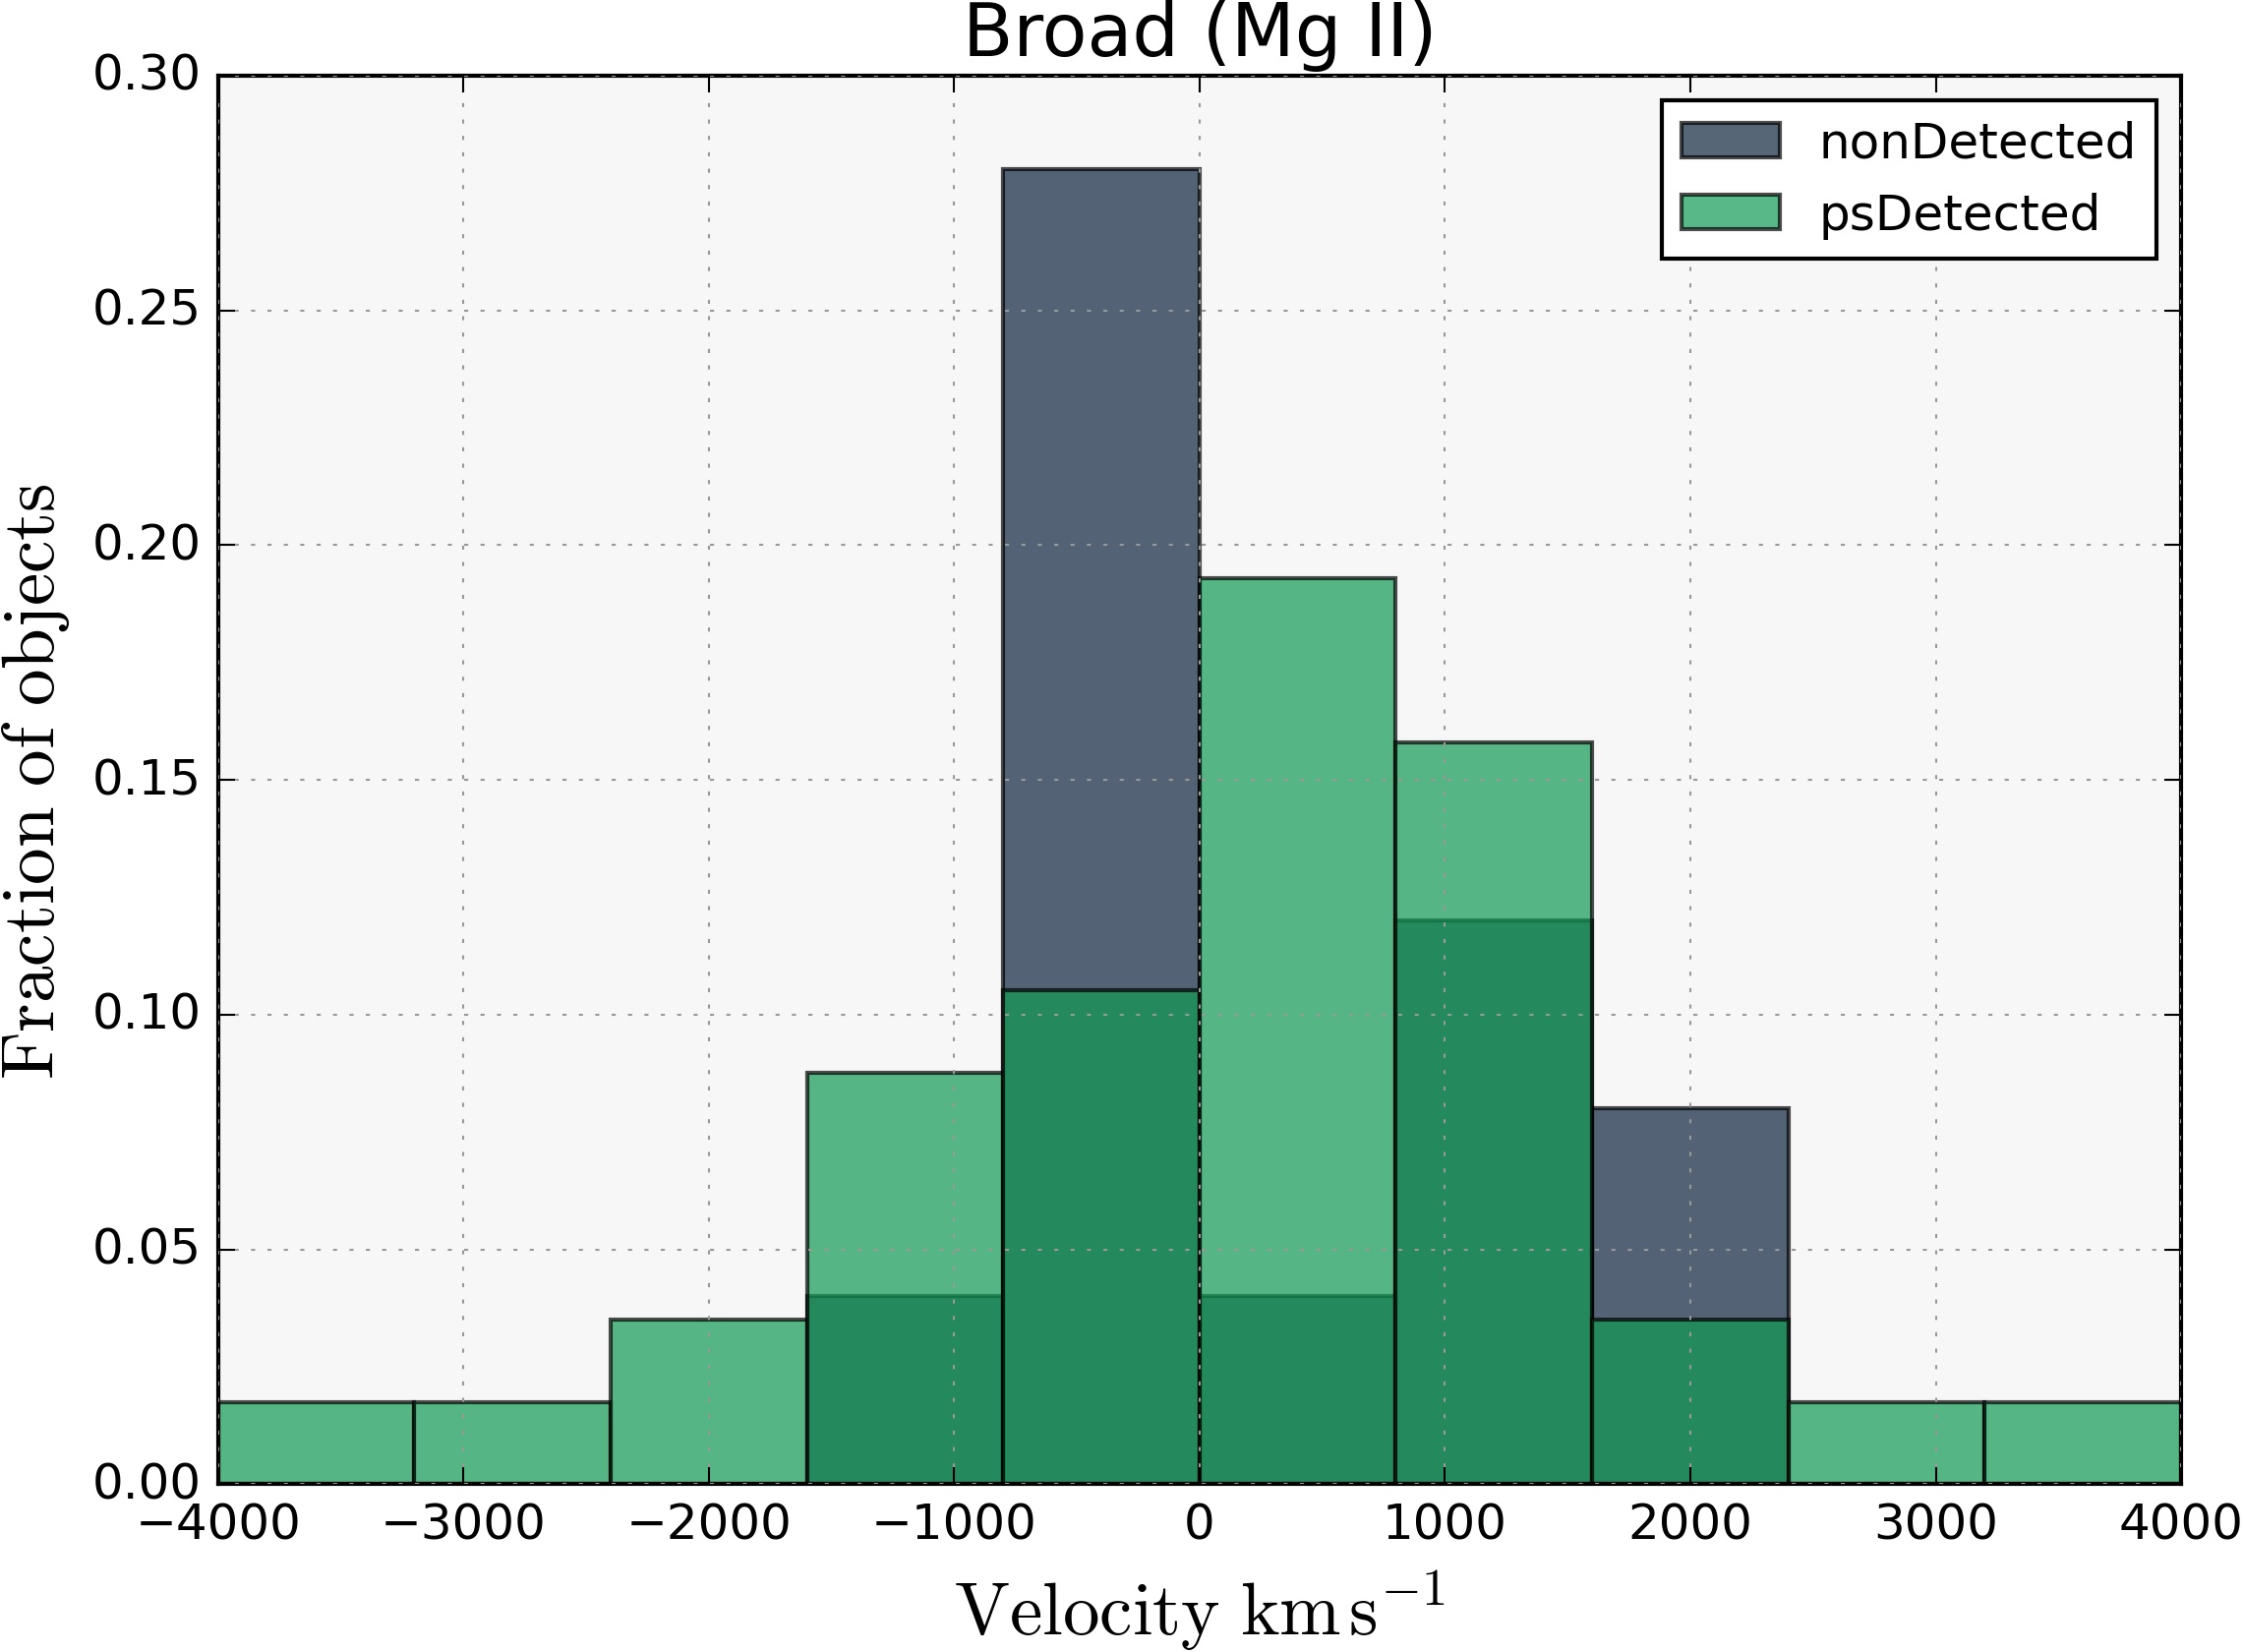 Broad (Mg II)
nonDetected
psDetected
0.30
0.25
0.20
0.15
0.10
0.05
0.00
Fraction of objects
−4000 −3000 −2000 −1000 0 1000 2000 3000 4000
Velocity km s⁻¹